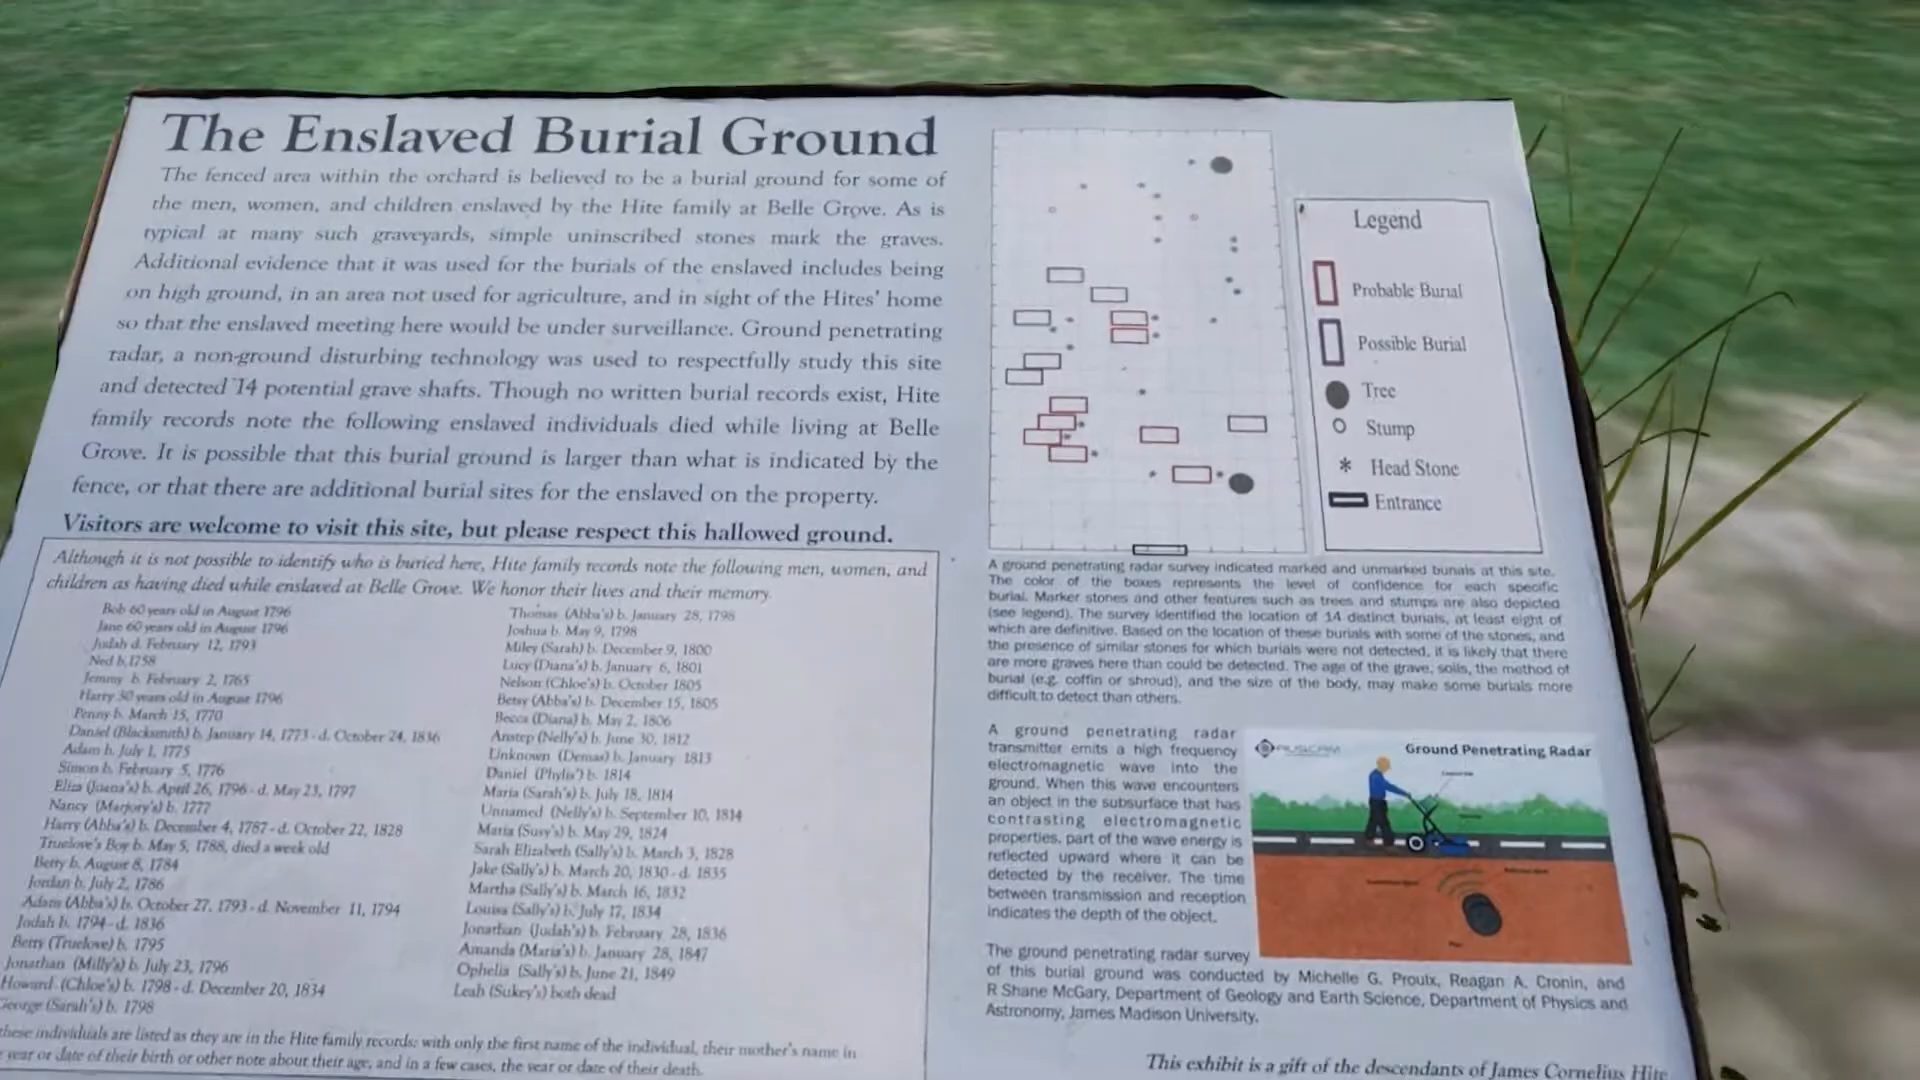 The Enslaved Burial Ground
The fenced area within the orchard is believed to be a burial ground for some of
the men, women, and children enslaved by the Hite family at Belle Grove. As is
typical at many such graveyards, simple uninscribed stones mark the graves.
Additional evidence that it was used for the burials of the enslaved includes being
on high ground, in an area not used for agriculture, and in sight of the Hites' home
so that the enslaved meeting here would be under surveillance. Ground penetrating
radar, a non-ground disturbing technology was used to respectfully study this site
and detected 14 potential grave shafts. Though no written burial records exist, Hite
family records note the following enslaved individuals died while living at Belle
Grove. It is possible that this burial ground is larger than what is indicated by the
fence, or that there are additional burial sites for the enslaved on the property.
Visitors are welcome to visit this site, but please respect this hallowed ground.
Although it is not possible to identify who is buried here, Hite family records note the following men, women, and
children as having died while enslaved at Belle Grove. We honor their lives and their memory.
Bob 60 years old in August 1796
Jane 60 years old in August 1796
Judah d. February 12, 1793
Ned b.1758
Jemmy b. February 2, 1765
Harry 30 years old in August 1796
Penny b. March 15, 1770
Daniel (Blacksmith) b. January 14, 1773 - d. October 24, 1836
Adam b. July 1, 1775
Simon b. February 5, 1776
Eliza (Joana's) b. April 26, 1796 - d. May 23, 1797
Nancy (Marjory's) b. 1777
Harry (Abba's) b. December 4, 1787 - d. October 22, 1828
Truelove's Boy b. May 5, 1788, died a week old
Betty b. August 8, 1784
Jordan b. July 2, 1786
Adam (Abba's) b. October 27, 1793 - d. November 11, 1794
Judah b. 1794 - d. 1836
Betty (Truelove) b. 1795
Jonathan (Milly's) b. July 23, 1796
Howard (Chloe's) b. 1798 - d. December 20, 1834
George (Sarah's) b. 1798
Thomas (Abba's) b. January 28, 1798
Joshua b. May 9, 1798
Miley (Sarah) b. December 9, 1800
Lucy (Diana's) b. January 6, 1801
Nelson (Chloe's) b. October 1805
Betsy (Abba's) b. December 15, 1805
Becca (Diana) b. May 2, 1806
Anstep (Nelly's) b. June 30, 1812
Unknown (Demas) b. January 1813
Daniel (Phylis') b. 1814
Maria (Sarah's) b. July 18, 1814
Unnamed (Nelly's) b. September 10, 1814
Maria (Susy's) b. May 29, 1824
Sarah Elizabeth (Sally's) b. March 3, 1828
Jake (Sally's) b. March 20, 1830 - d. 1835
Martha (Sally's) b. March 16, 1832
Louisa (Sally's) b. July 17, 1834
Jonathan (Judah's) b. February 28, 1836
Amanda (Maria's) b. January 28, 1847
Ophelia (Sally's) b. June 21, 1849
Leah (Sukey's) both dead
these individuals are listed as they are in the Hite family records: with only the first name of the individual, their mother's name in
year or date of their birth or other note about their age, and in a few cases, the year or date of their death.
Legend
Probable Burial
Possible Burial
Tree
Stump
Head Stone
Entrance
A ground penetrating radar survey indicated marked and unmarked burials at this site.
The color of the boxes represents the level of confidence for each specific
burial. Marker stones and other features such as trees and stumps are also depicted
(see legend). The survey identified the location of 14 distinct burials, at least eight of
which are definitive. Based on the location of these burials with some of the stones, and
the presence of similar stones for which burials were not detected, it is likely that there
are more graves here than could be detected. The age of the grave, soils, the method of
burial (e.g. coffin or shroud), and the size of the body, may make some burials more
difficult to detect than others.
A ground penetrating radar
transmitter emits a high frequency
electromagnetic wave into the
ground. When this wave encounters
an object in the subsurface that has
contrasting electromagnetic
properties, part of the wave energy is
reflected upward where it can be
detected by the receiver. The time
between transmission and reception
indicates the depth of the object.
Ground Penetrating Radar
The ground penetrating radar survey
of this burial ground was conducted by Michelle G. Proulx, Reagan A. Cronin, and
R Shane McGary, Department of Geology and Earth Science, Department of Physics and
Astronomy, James Madison University.
This exhibit is a gift of the descendants of James Cornelius Hite